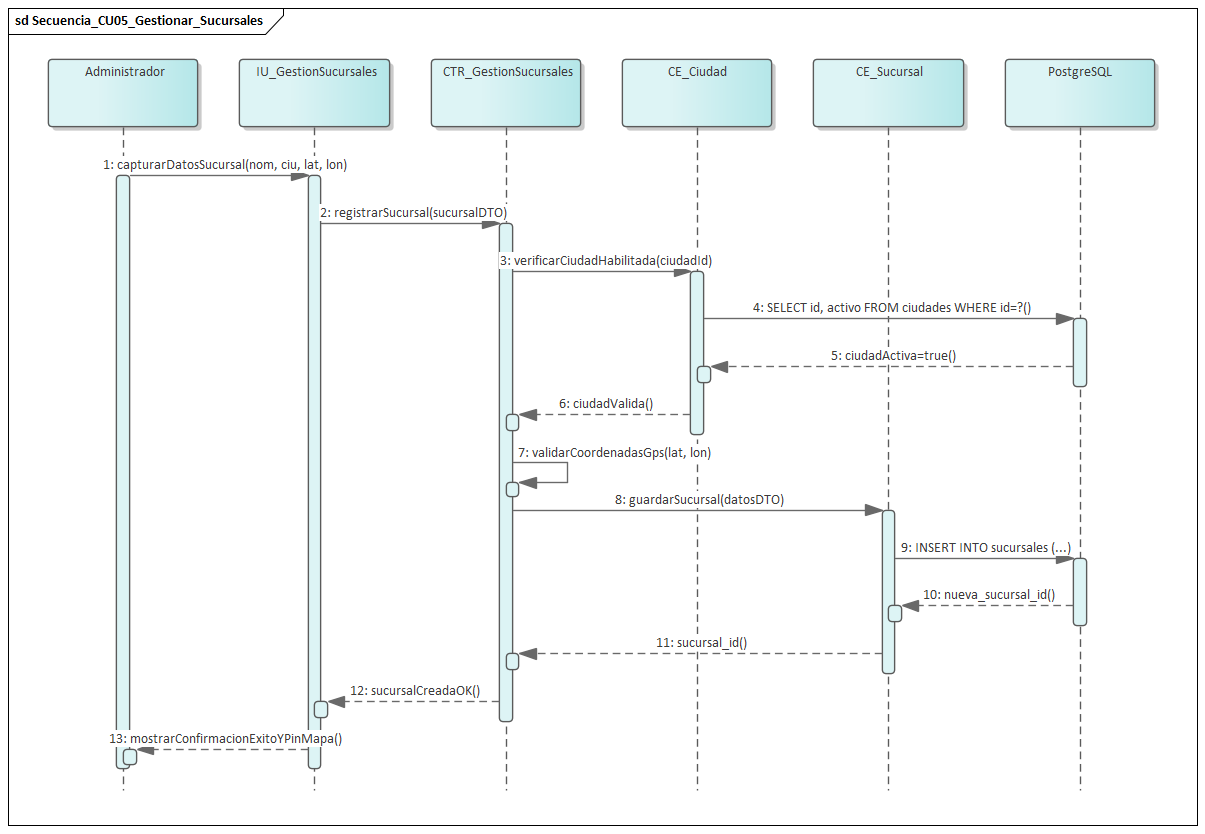 sd Secuencia_CU05_Gestionar_Sucursales
Administrador
IU_GestionSucursales
CTR_GestionSucursales
CE_Ciudad
CE_Sucursal
PostgreSQL
1: capturarDatosSucursal(nom, ciu, lat, lon)
2: registrarSucursal(sucursalDTO)
3: verificarCiudadHabilitada(ciudadId)
4: SELECT id, activo FROM ciudades WHERE id=?()
5: ciudadActiva=true()
6: ciudadValida()
7: validarCoordenadasGps(lat, lon)
8: guardarSucursal(datosDTO)
9: INSERT INTO sucursales (...)
10: nueva_sucursal_id()
11: sucursal_id()
12: sucursalCreadaOK()
13: mostrarConfirmacionExitoYPinMapa()